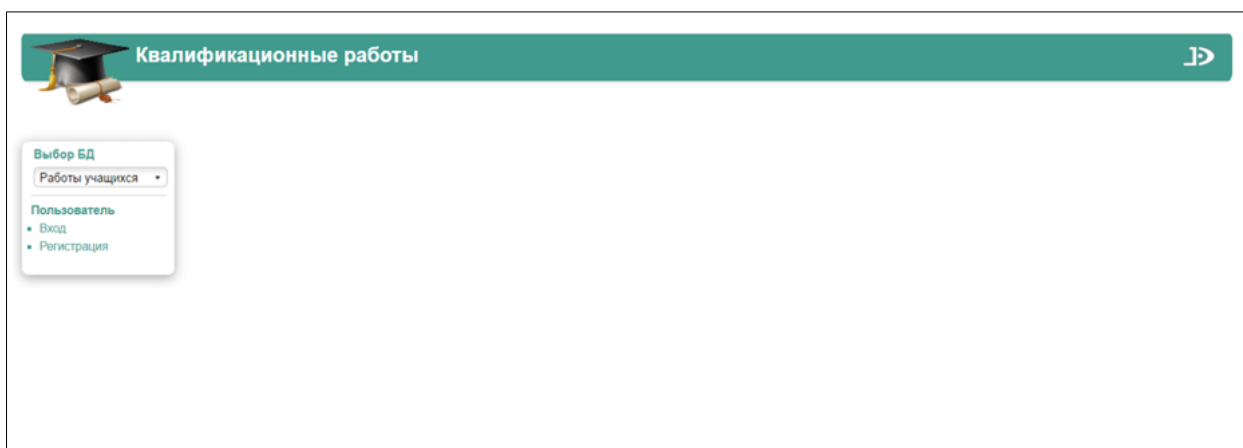 Квалификационные работы
Выбор БД
Работы учащихся
Пользователь
Вход
Регистрация